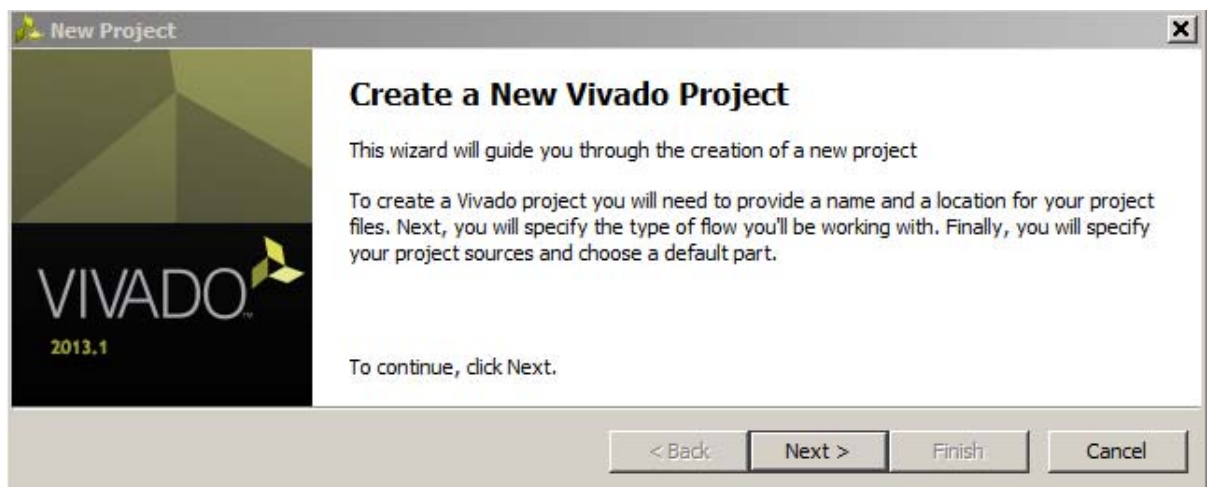 New Project
Create a New Vivado Project
This wizard will guide you through the creation of a new project
To create a Vivado project you will need to provide a name and a location for your project
files. Next, you will specify the type of flow you'll be working with. Finally, you will specify
your project sources and choose a default part.
VIVADO™
2013.1
To continue, click Next.
< Back Next > Finish Cancel